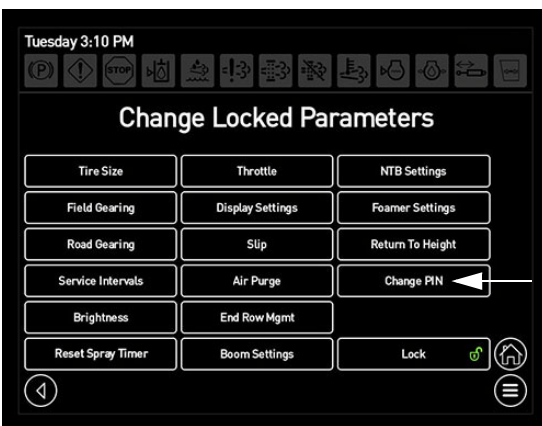 Tuesday 3:10 PM
(P) STOP
Change Locked Parameters
Tire Size Throttle NTB Settings
Field Gearing Display Settings Foamer Settings
Road Gearing Slip Return To Height
Service Intervals Air Purge Change PIN
Brightness End Row Mgmt
Reset Spray Timer Boom Settings Lock